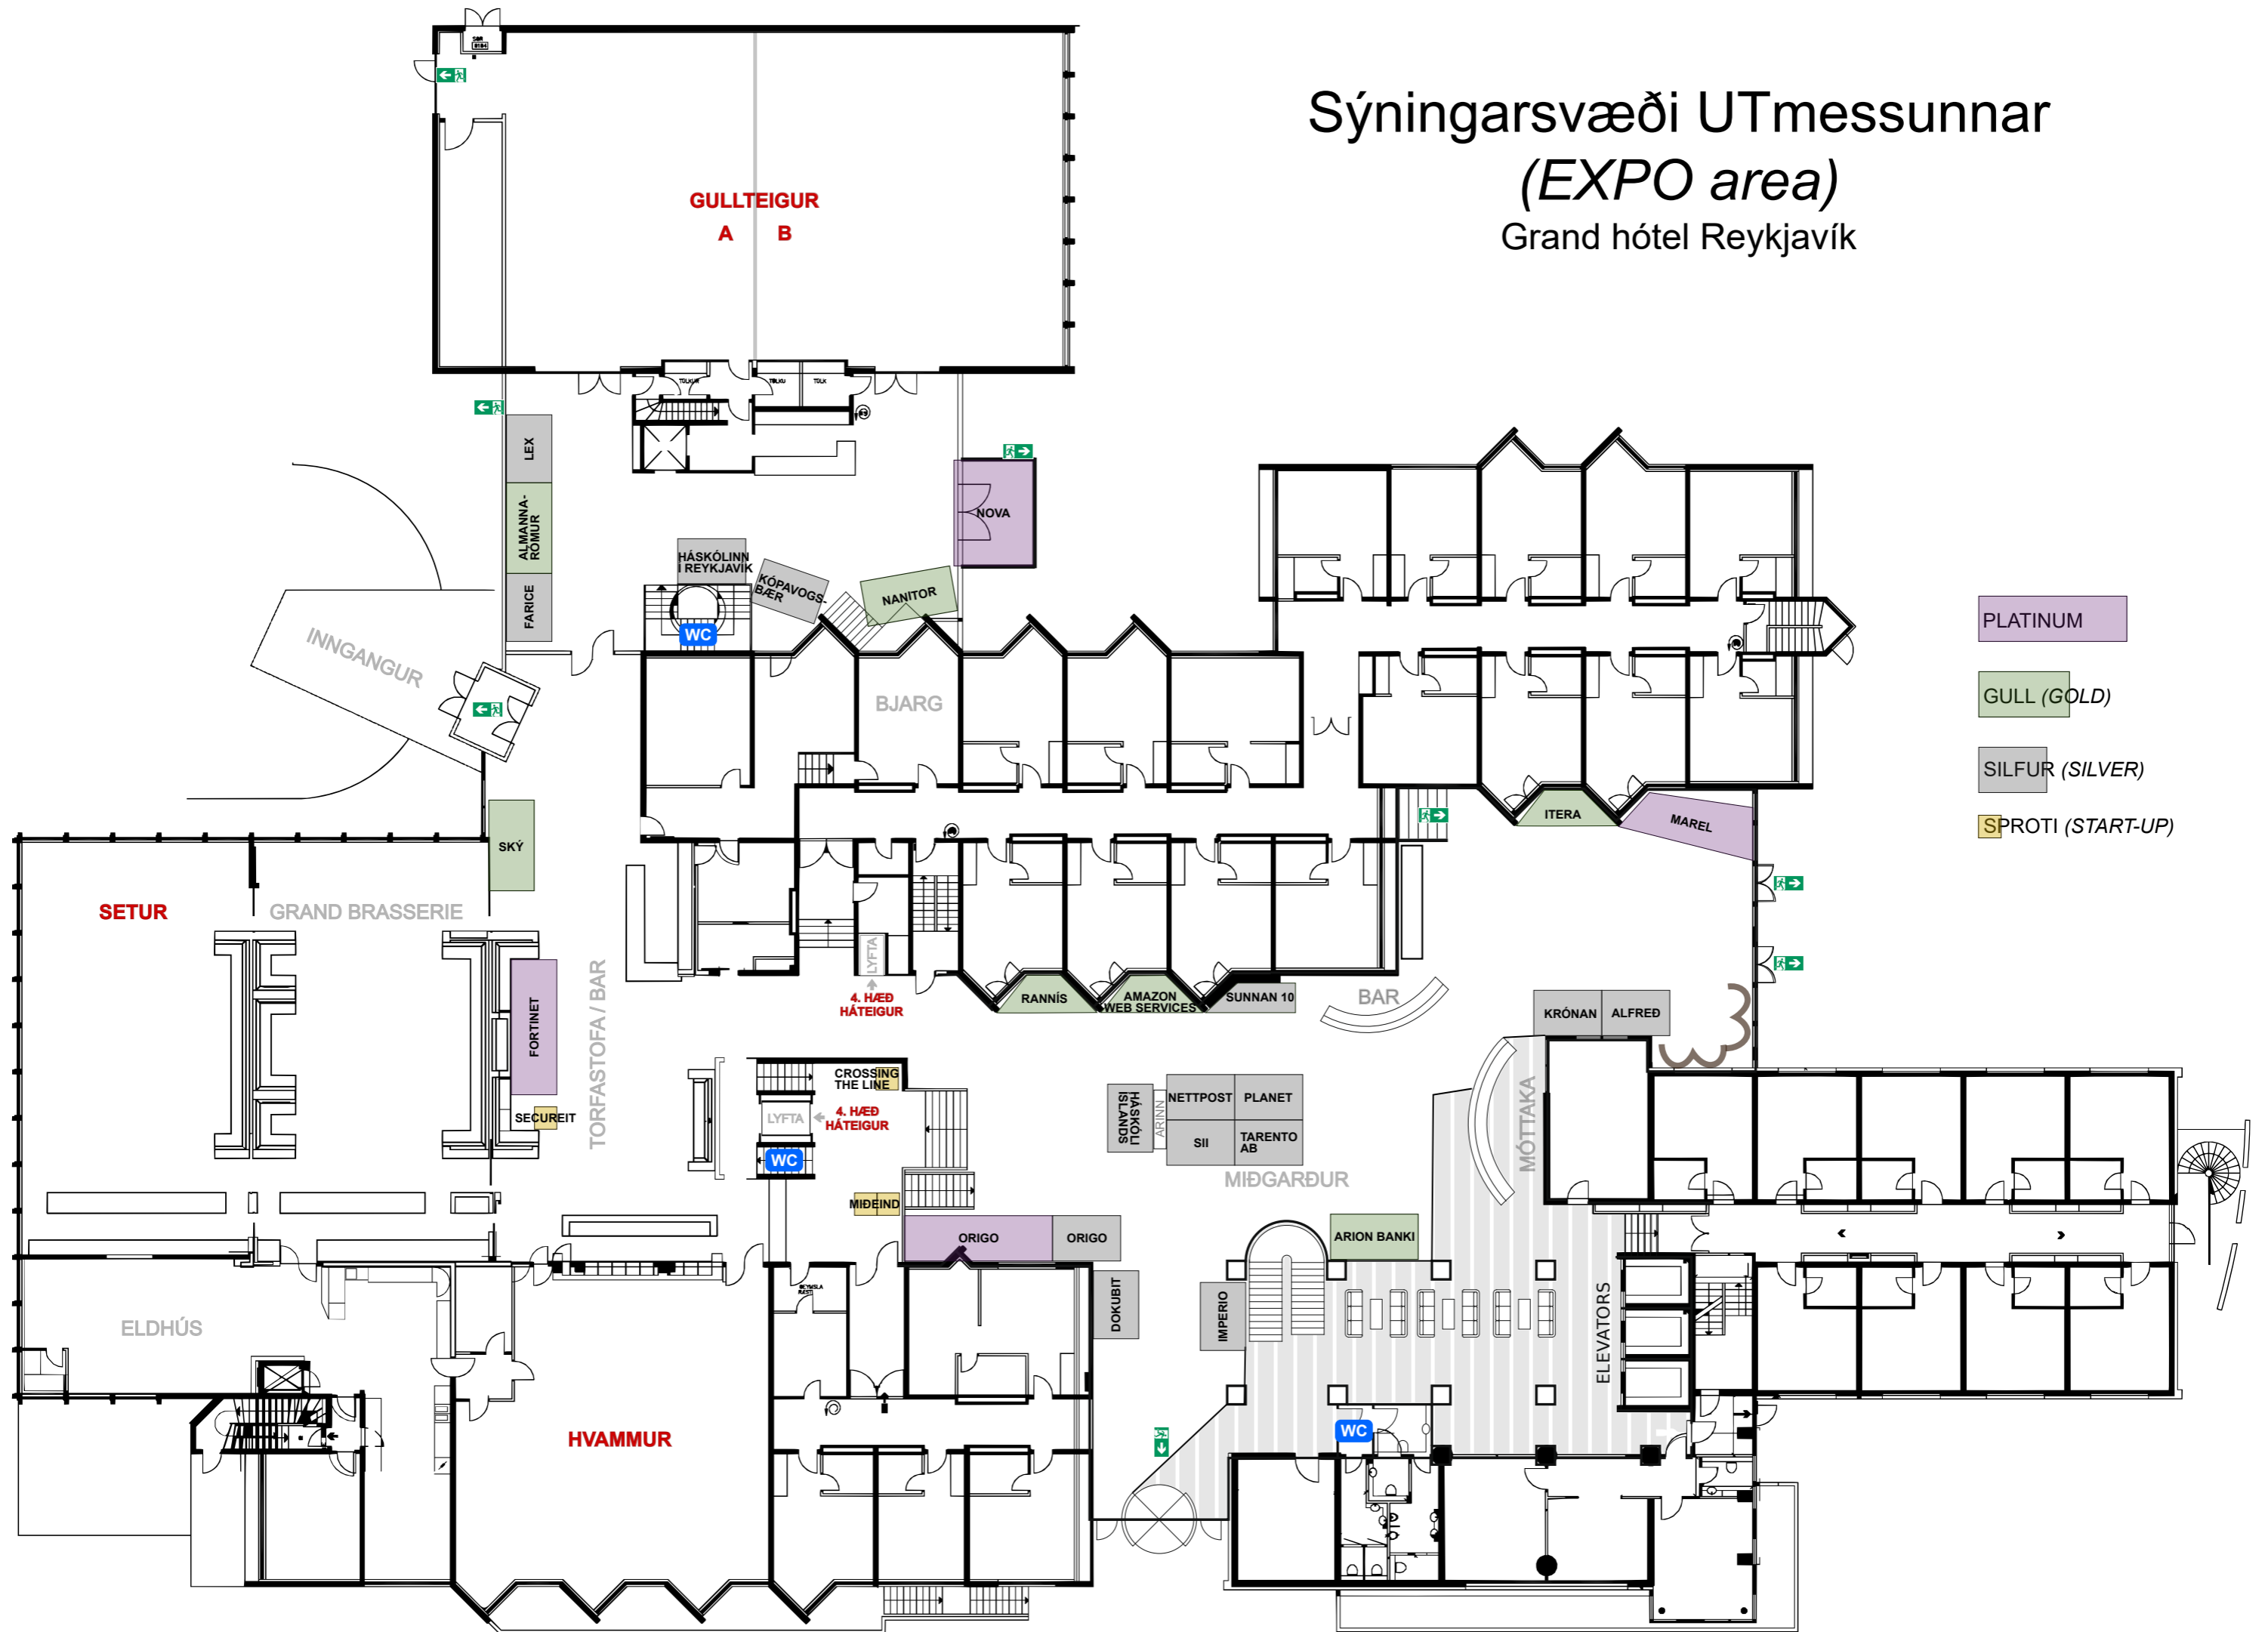 Sýningarsvæði UTmessunnar
(EXPO area)
Grand hótel Reykjavík
GULLTEIGUR
A B
TÚLKUR
TÚLKU
TÚLK
LEX
ALMANNA-
RÓMUR
FARICE
NOVA
HÁSKÓLINN
Í REYKJAVÍK
KÓPAVOGS-
BÆR
NANITOR
WC
INNGANGUR
BJARG
PLATINUM
GULL (GOLD)
SILFUR (SILVER)
SPROTI (START-UP)
ITERA
MAREL
SKÝ
SETUR
GRAND BRASSERIE
FORTINET
SECUREIT
TORFASTOFA / BAR
LYFTA
4. HÆÐ
HÁTEIGUR
RANNÍS
AMAZON
WEB SERVICES
SUNNAN 10
BAR
KRÓNAN
ALFREÐ
CROSSING
THE LINE
LYFTA
4. HÆÐ
HÁTEIGUR
WC
HÁSKÓLI
ÍSLANDS
ARINN
NETTPOST
PLANET
SII
TARENTO
AB
MÓTTAKA
MIÐGARÐUR
MIÐEIND
ORIGO
ORIGO
ARION BANKI
DOKUBIT
IMPERIO
ELEVATORS
ELDHÚS
HVAMMUR
WC